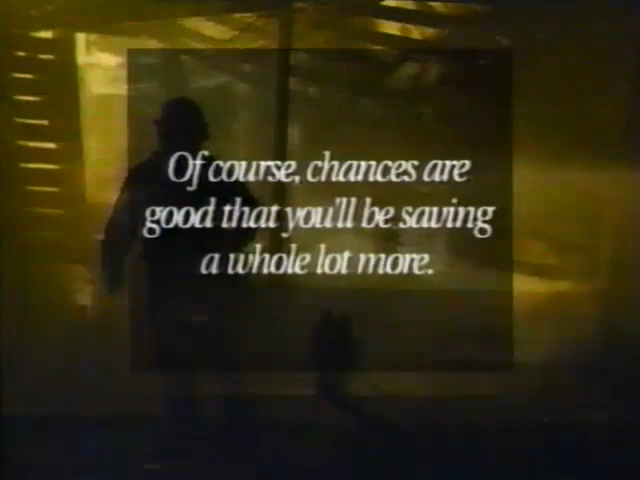 Of course, chances are
good that you'll be saving
a whole lot more.